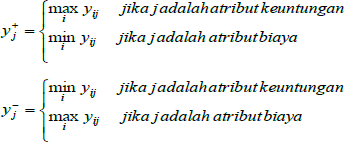 y_j^+ = { max_i y_ij jika j adalah atribut keuntungan
min_i y_ij jika j adalah atribut biaya
y_j^- = { min_i y_ij jika j adalah atribut keuntungan
max_i y_ij jika j adalah atribut biaya